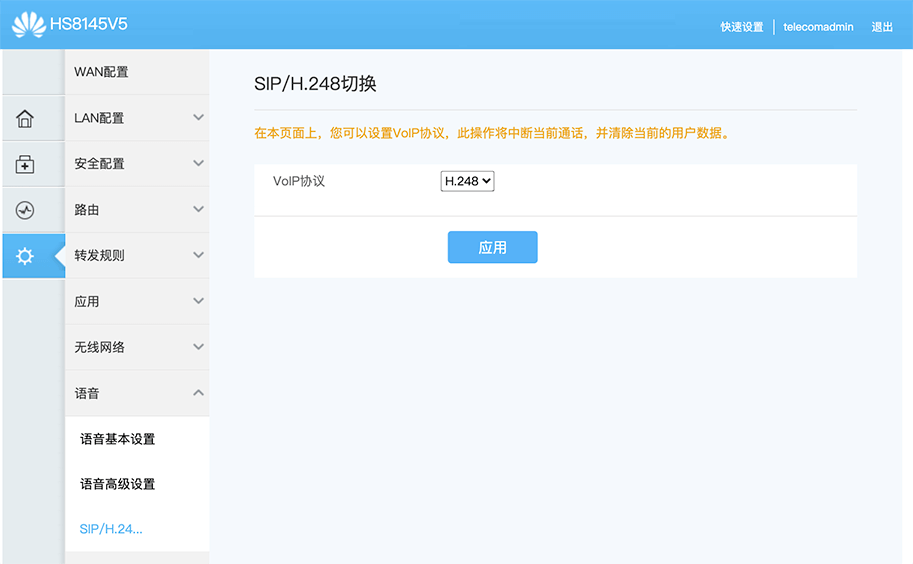 HS8145V5
快速设置 telecomadmin 退出
WAN配置
LAN配置
安全配置
路由
转发规则
应用
无线网络
语音
语音基本设置
语音高级设置
SIP/H.24...
SIP/H.248切换
在本页面上，您可以设置VoIP协议，此操作将中断当前通话，并清除当前的用户数据。
VoIP协议 H.248
应用